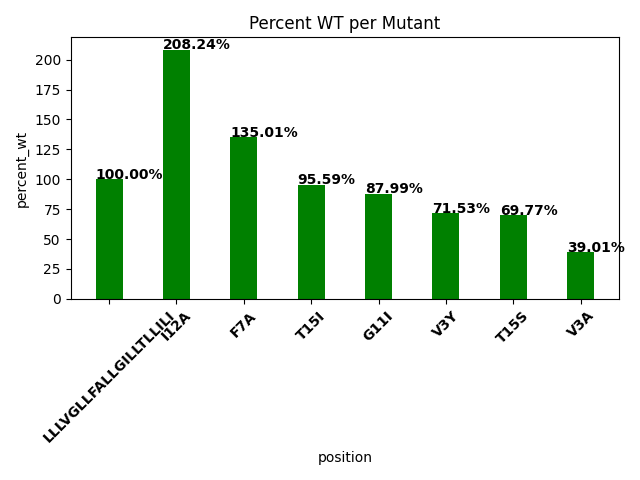 Percent WT per Mutant
percent_wt
200
175
150
125
100
75
50
25
0
100.00%
208.24%
135.01%
95.59%
87.99%
71.53%
69.77%
39.01%
LLLVGLLFALLGILLTLLILI
I12A
F7A
T15I
G11I
V3Y
T15S
V3A
position